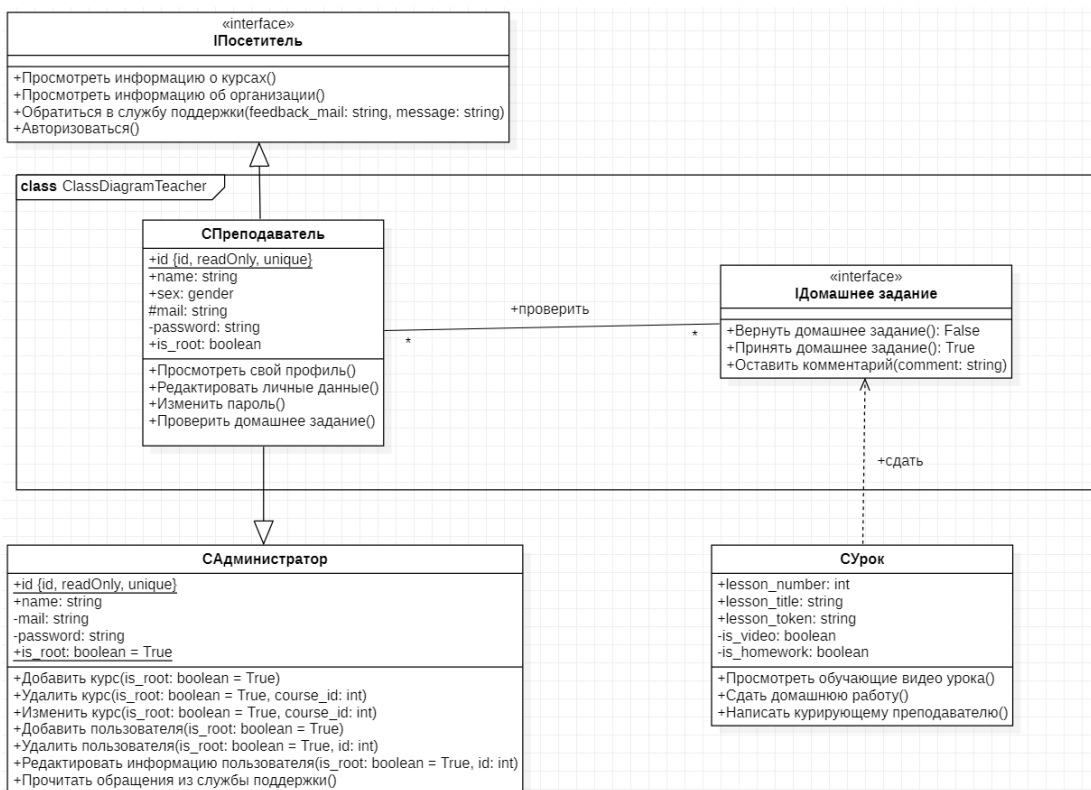 «interface»
IПосетитель
+Просмотреть информацию о курсах()
+Просмотреть информацию об организации()
+Обратиться в службу поддержки(feedback_mail: string, message: string)
+Авторизоваться()
class ClassDiagramTeacher
CПреподаватель
+id {id, readOnly, unique}
+name: string
+sex: gender
#mail: string
-password: string
+is_root: boolean
+Просмотреть свой профиль()
+Редактировать личные данные()
+Изменить пароль()
+Проверить домашнее задание()
+проверить
*
*
«interface»
IДомашнее задание
+Вернуть домашнее задание(): False
+Принять домашнее задание(): True
+Оставить комментарий(comment: string)
+сдать
CАдминистратор
+id {id, readOnly, unique}
+name: string
-mail: string
-password: string
+is_root: boolean = True
+Добавить курс(is_root: boolean = True)
+Удалить курс(is_root: boolean = True, course_id: int)
+Изменить курс(is_root: boolean = True, course_id: int)
+Добавить пользователя(is_root: boolean = True)
+Удалить пользователя(is_root: boolean = True, id: int)
+Редактировать информацию пользователя(is_root: boolean = True, id: int)
+Прочитать обращения из службы поддержки()
CУрок
+lesson_number: int
+lesson_title: string
+lesson_token: string
-is_video: boolean
-is_homework: boolean
+Просмотреть обучающие видео урока()
+Сдать домашнюю работу()
+Написать курирующему преподавателю()